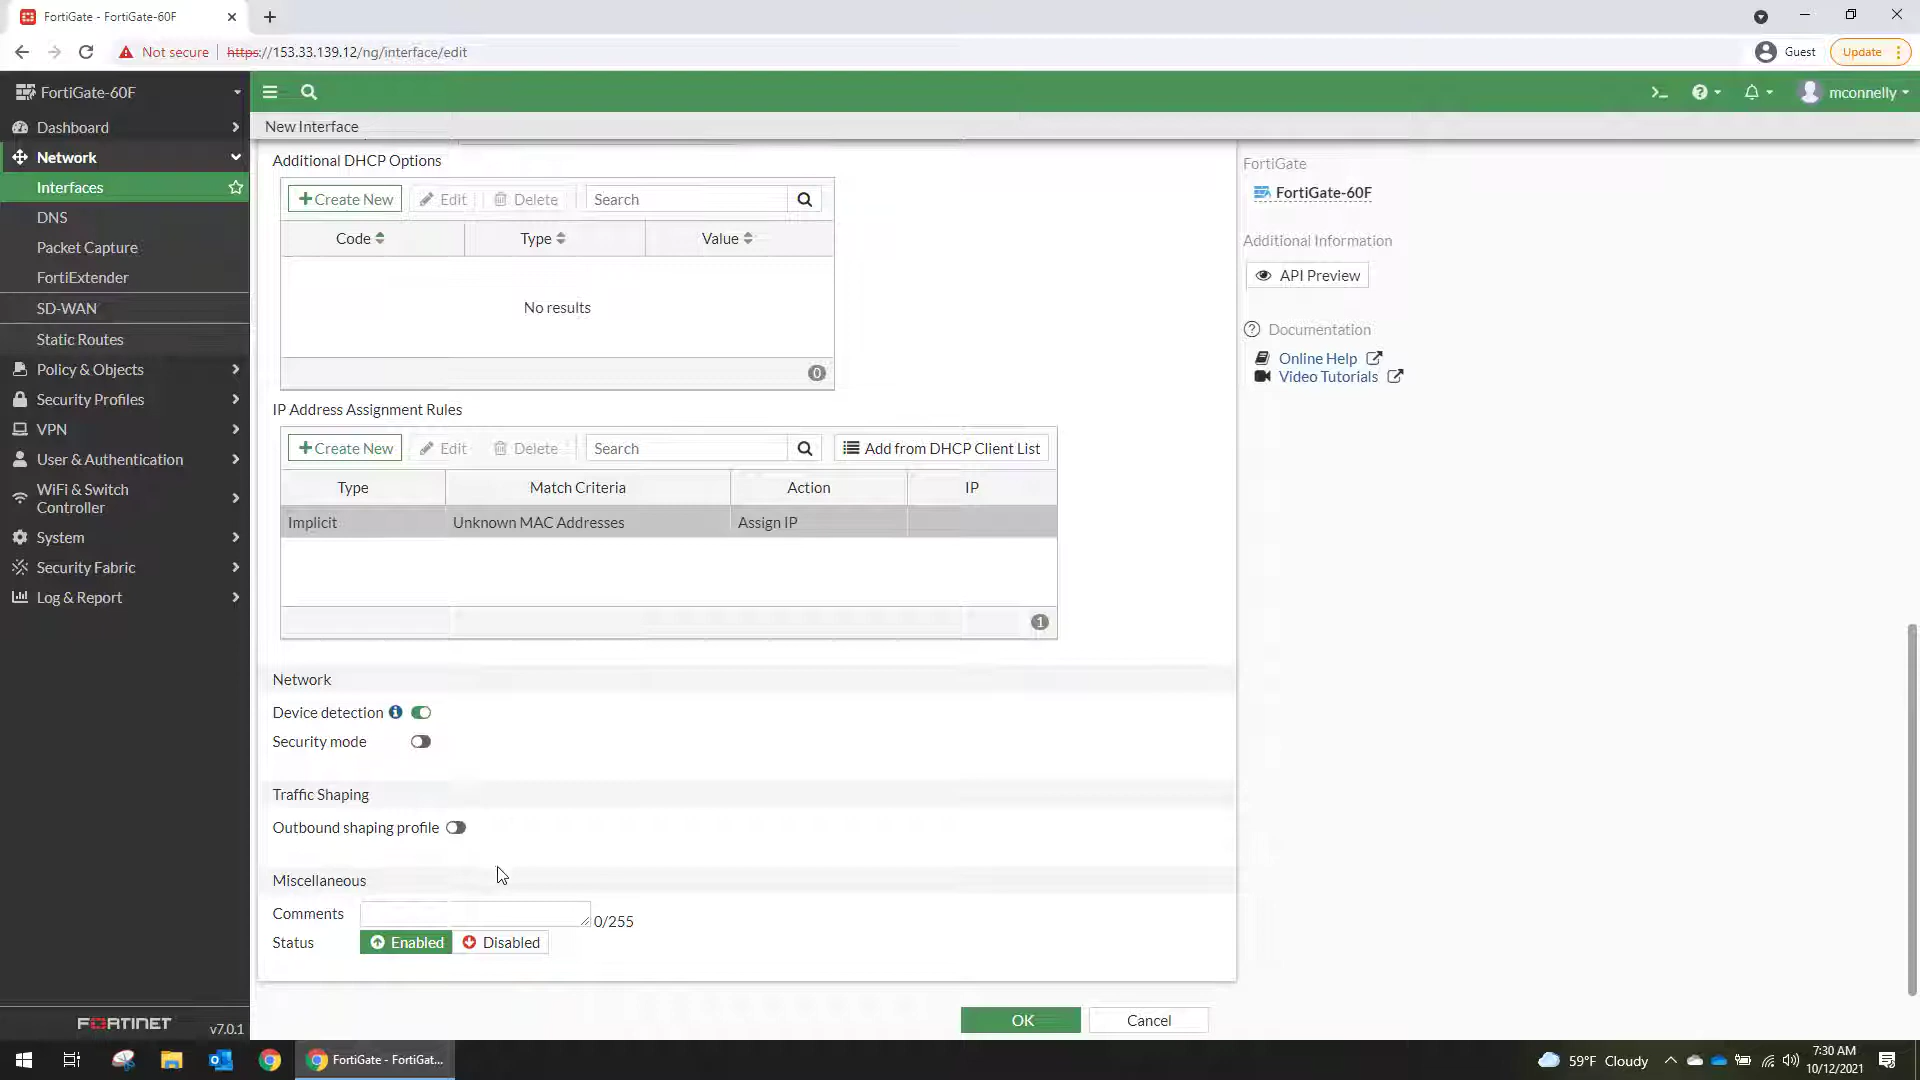 FortiGate - FortiGate-60F
Not secure
https://153.33.139.12/ng/interface/edit
Guest
Update
FortiGate-60F
mconnelly
Dashboard
Network
Interfaces
DNS
Packet Capture
FortiExtender
SD-WAN
Static Routes
Policy & Objects
Security Profiles
VPN
User & Authentication
WiFi & Switch
Controller
System
Security Fabric
Log & Report
FORTINET
v7.0.1
New Interface
Additional DHCP Options
+ Create New Edit Delete Search
Code Type Value
No results
0
IP Address Assignment Rules
+ Create New Edit Delete Search Add from DHCP Client List
Type Match Criteria Action IP
Implicit Unknown MAC Addresses Assign IP
1
Network
Device detection
Security mode
Traffic Shaping
Outbound shaping profile
Miscellaneous
Comments 0/255
Status Enabled Disabled
OK Cancel
FortiGate
FortiGate-60F
Additional Information
API Preview
Documentation
Online Help
Video Tutorials
FortiGate - FortiGat...
59°F Cloudy
7:30 AM
10/12/2021